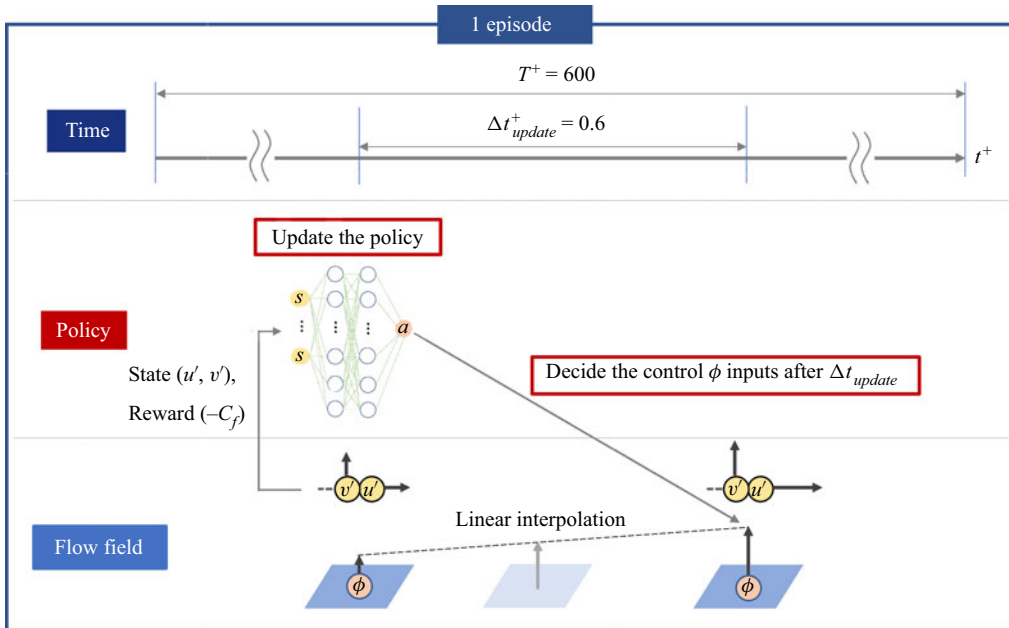 1 episode
T⁺ = 600
Time
Δt⁺update = 0.6
t⁺
Update the policy
s
...
s
...
...
a
Policy
State (u′, v′),
Reward (–Cf)
Decide the control ϕ inputs after Δtupdate
v′ u′
v′ u′
Linear interpolation
Flow field
ϕ
ϕ